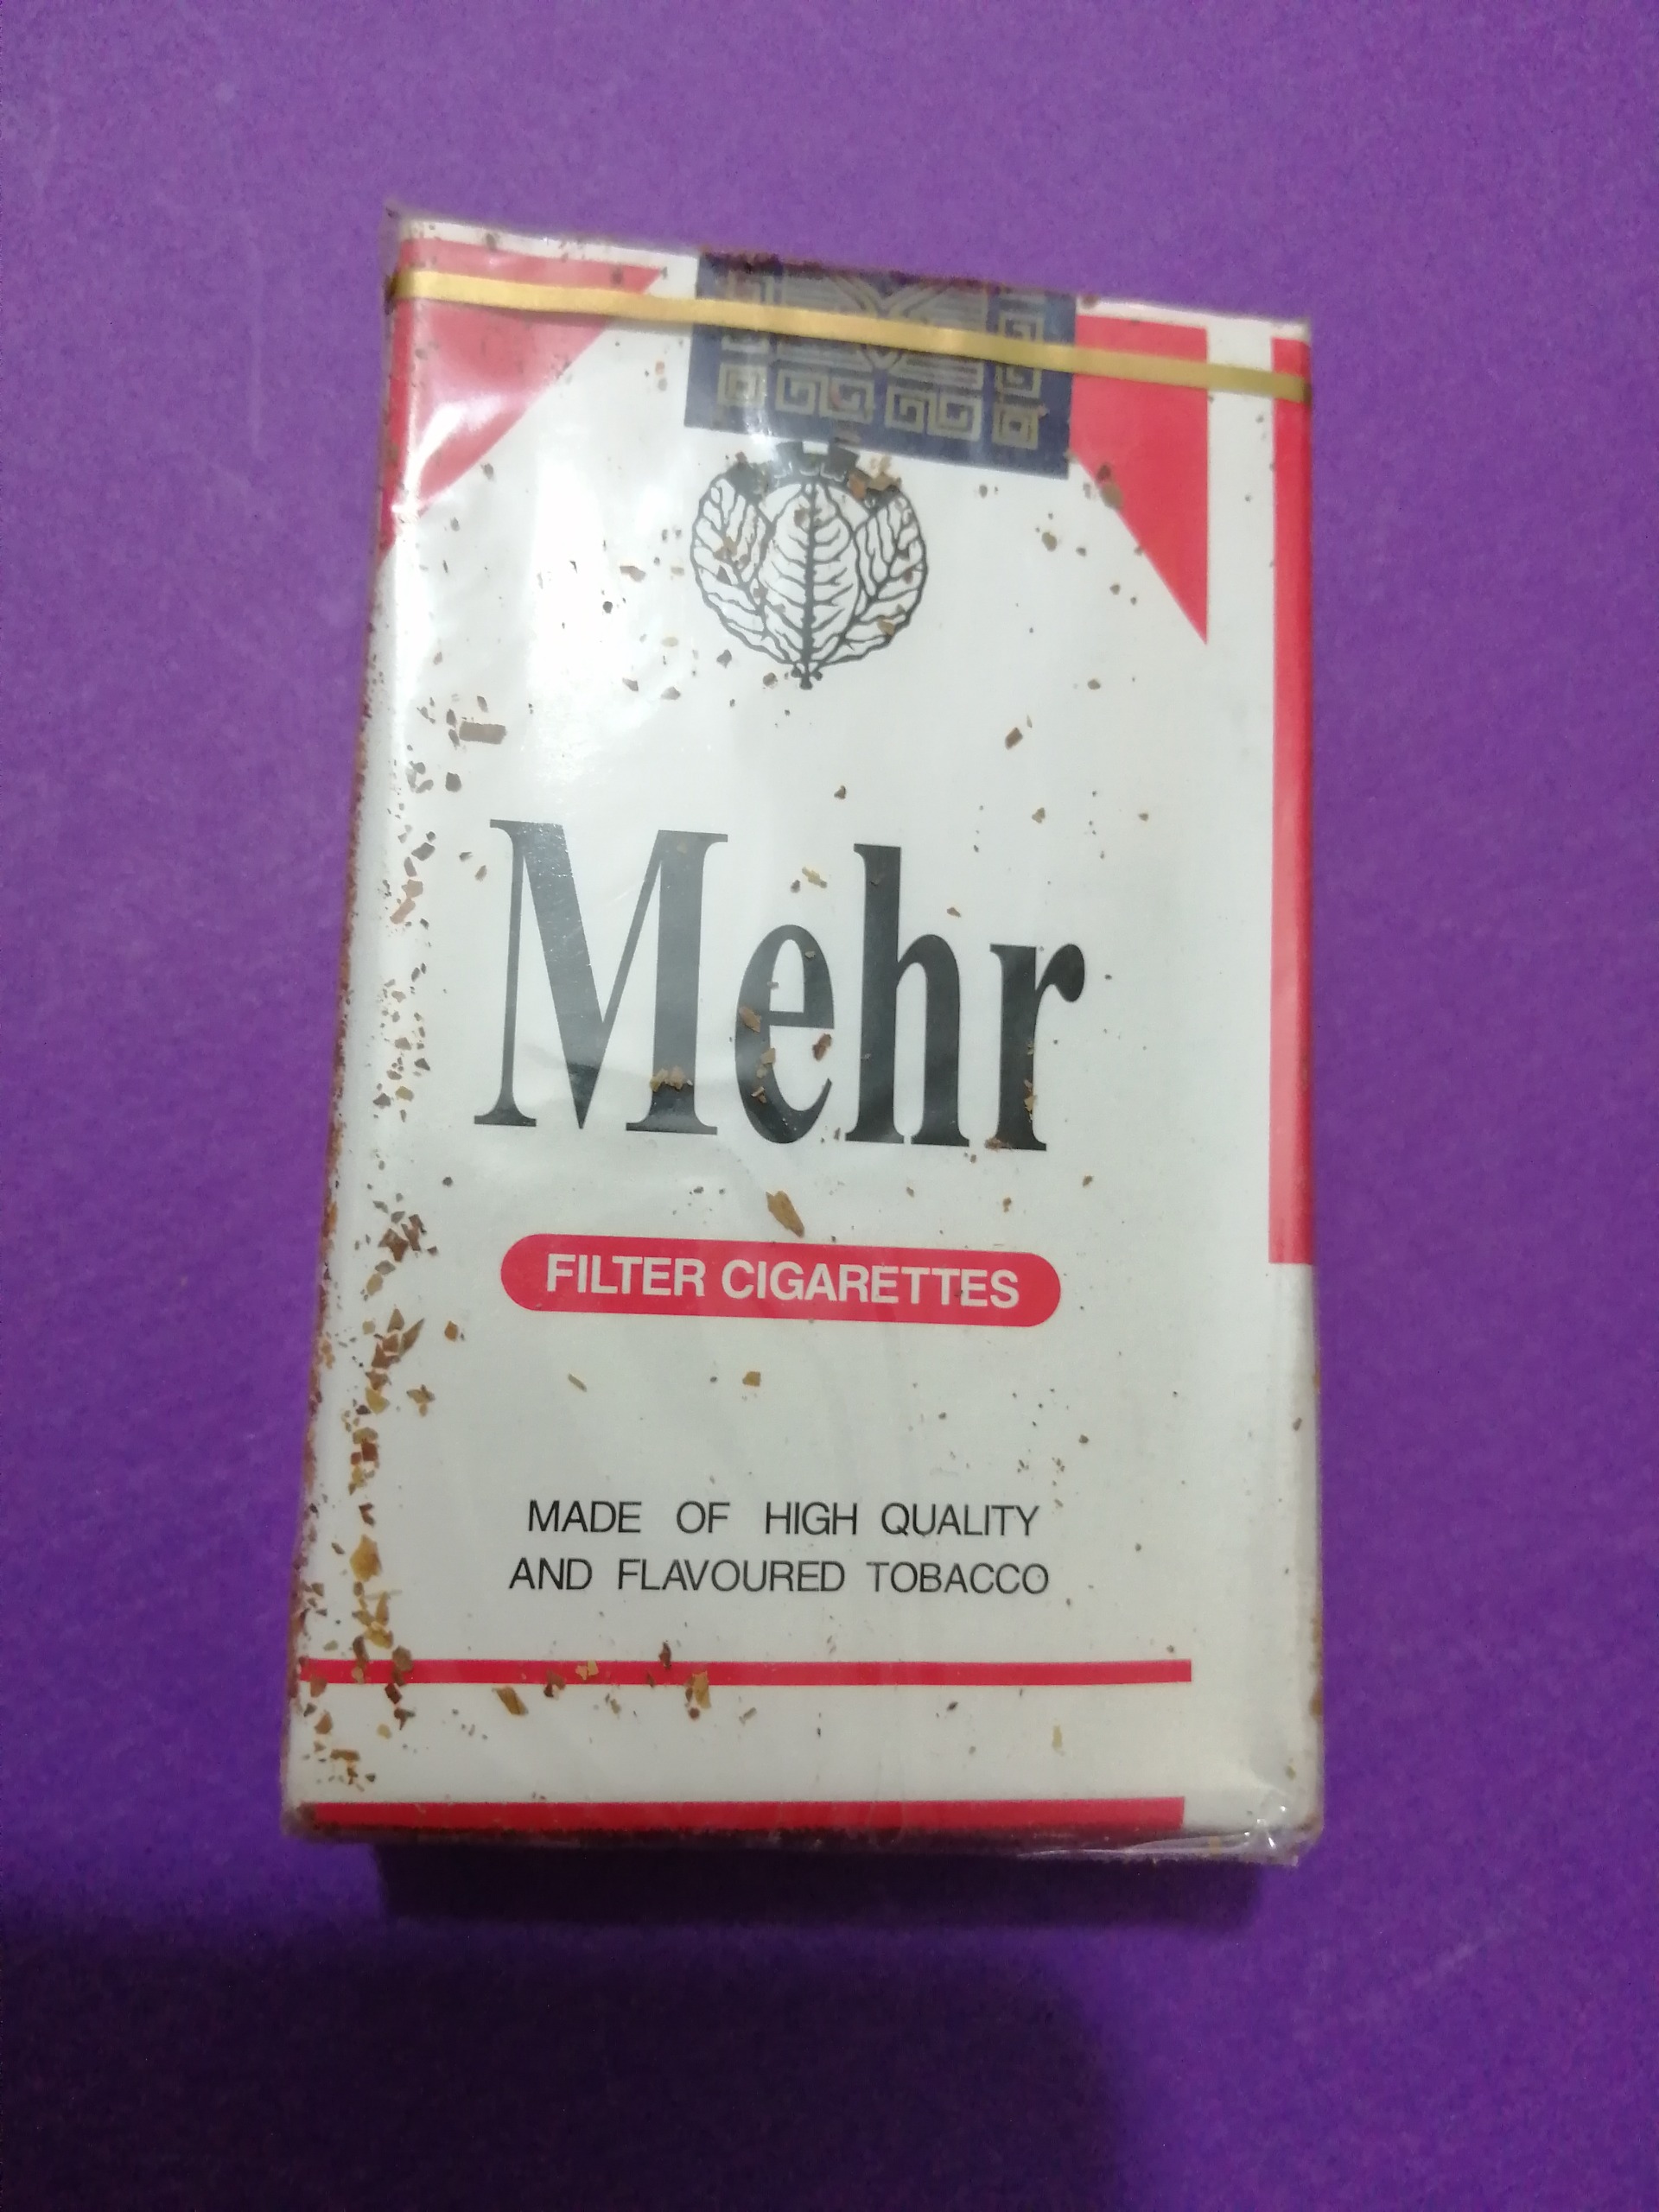 Mehr
FILTER CIGARETTES
MADE OF HIGH QUALITY
AND FLAVOURED TOBACCO